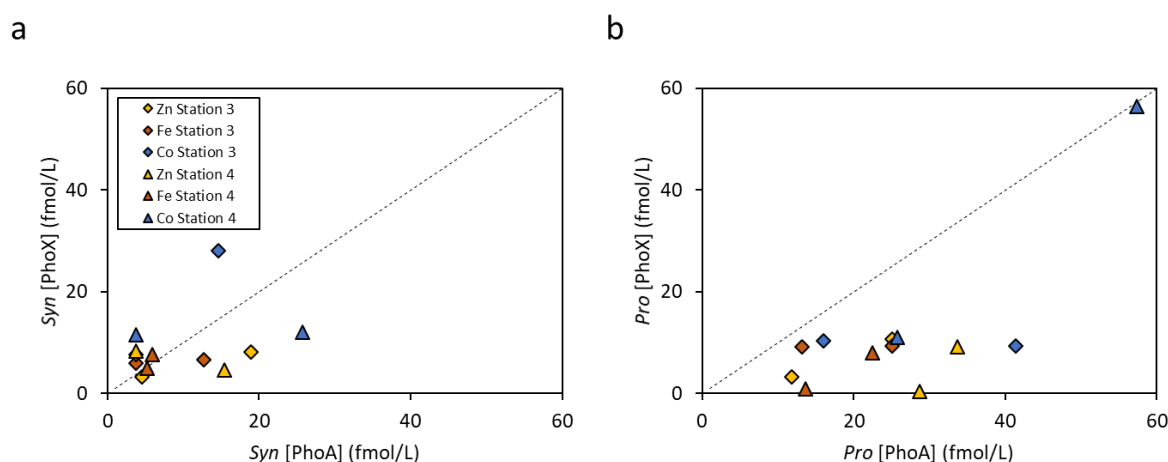 a
b
60
40
20
0
Syn [PhoX] (fmol/L)
Zn Station 3
Fe Station 3
Co Station 3
Zn Station 4
Fe Station 4
Co Station 4
0
20
40
60
Syn [PhoA] (fmol/L)
60
40
20
0
Pro [PhoX] (fmol/L)
0
20
40
60
Pro [PhoA] (fmol/L)